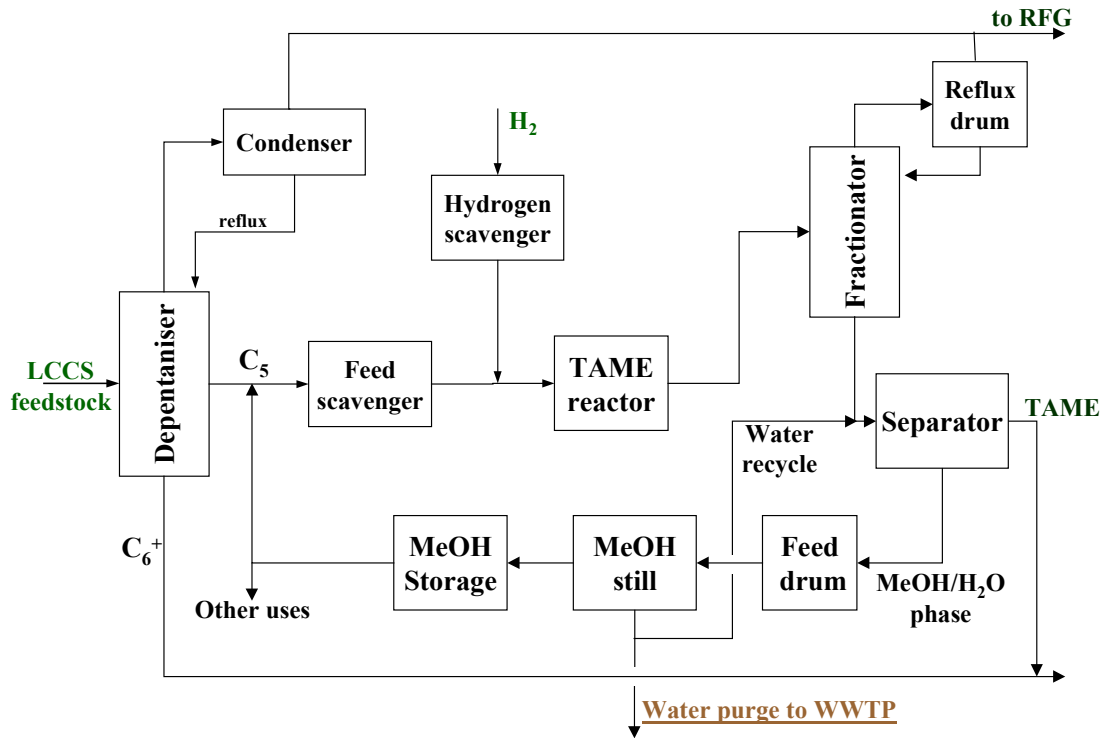 to RFG
Reflux
drum
Condenser
H₂
Fractionator
Hydrogen
scavenger
reflux
Depentaniser
LCCS
feedstock
C₅
Feed
scavenger
TAME
reactor
TAME
Separator
Water
recycle
C₆⁺
MeOH
Storage
MeOH
still
Feed
drum
MeOH/H₂O
phase
Other uses
Water purge to WWTP